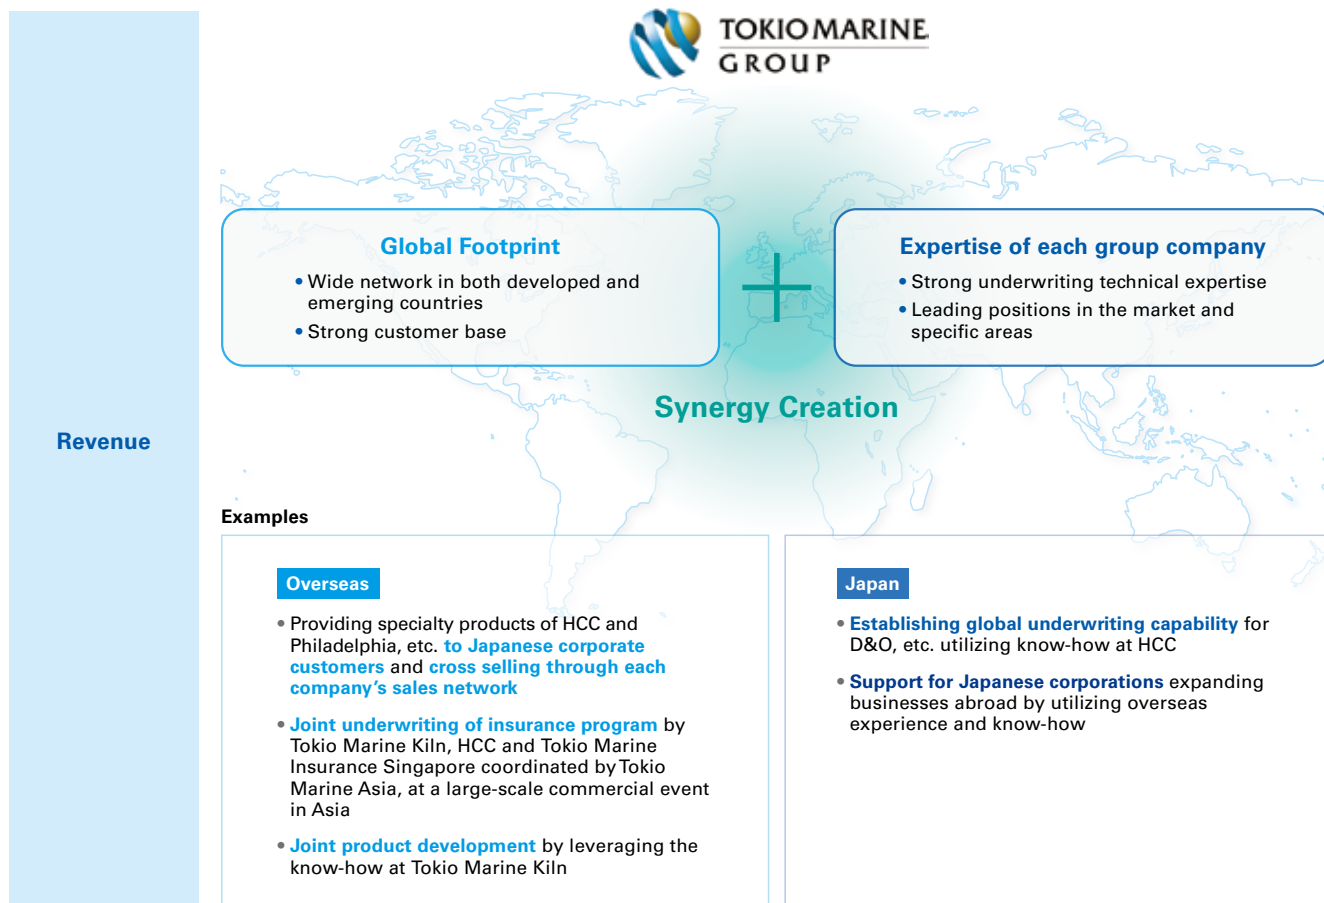 TOKIO MARINE
GROUP
Global Footprint
• Wide network in both developed and
emerging countries
• Strong customer base
Expertise of each group company
• Strong underwriting technical expertise
• Leading positions in the market and
specific areas
Synergy Creation
Revenue
Examples
Overseas
• Providing specialty products of HCC and
Philadelphia, etc. to Japanese corporate
customers and cross selling through each
company’s sales network
• Joint underwriting of insurance program by
Tokio Marine Kiln, HCC and Tokio Marine
Insurance Singapore coordinated by Tokio
Marine Asia, at a large-scale commercial event
in Asia
• Joint product development by leveraging the
know-how at Tokio Marine Kiln
Japan
• Establishing global underwriting capability for
D&O, etc. utilizing know-how at HCC
• Support for Japanese corporations expanding
businesses abroad by utilizing overseas
experience and know-how